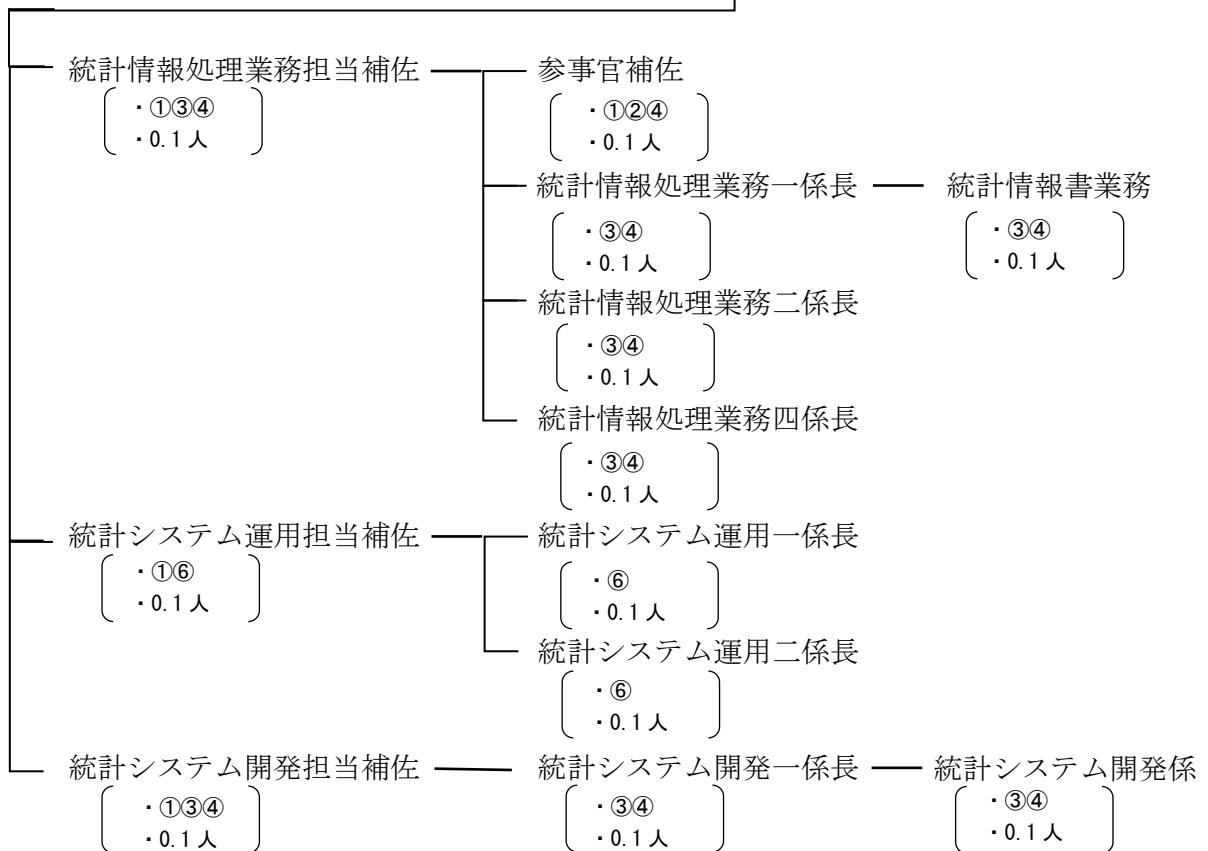 統計情報処理業務担当補佐 参事官補佐
・①③④ ・①②④
・0.1人 ・0.1人
統計情報処理業務一係長 統計情報書業務
・③④ ・③④
・0.1人 ・0.1人
統計情報処理業務二係長
・③④
・0.1人
統計情報処理業務四係長
・③④
・0.1人
統計システム運用担当補佐 統計システム運用一係長
・①⑥ ・⑥
・0.1人 ・0.1人
統計システム運用二係長
・⑥
・0.1人
統計システム開発担当補佐 統計システム開発一係長 統計システム開発係
・①③④ ・③④ ・③④
・0.1人 ・0.1人 ・0.1人